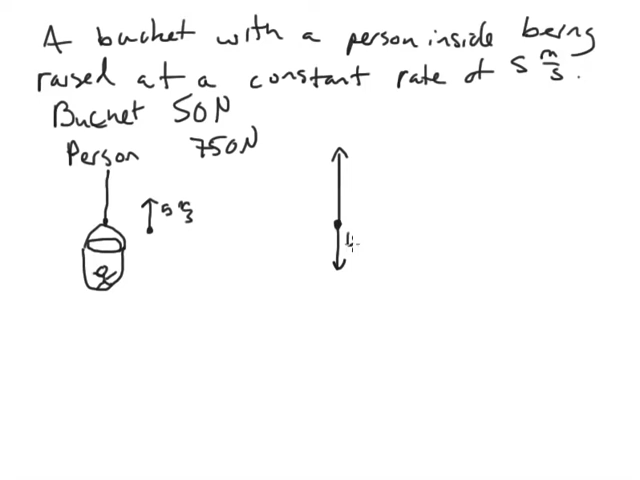 A bucket with a person inside being
raised at a constant rate of 5 m/s.
Bucket 50N
Person 750N
5 m/s